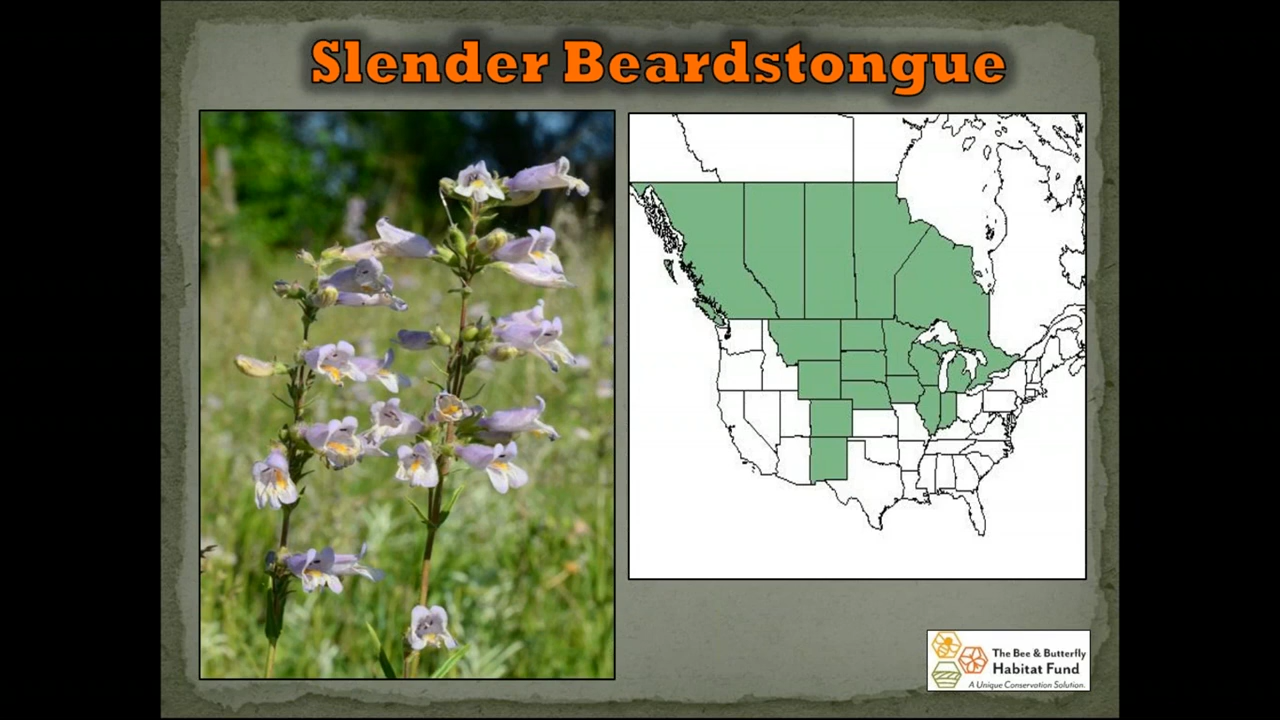 Slender Beardstongue
The Bee & Butterfly
Habitat Fund
A Unique Conservation Solution.